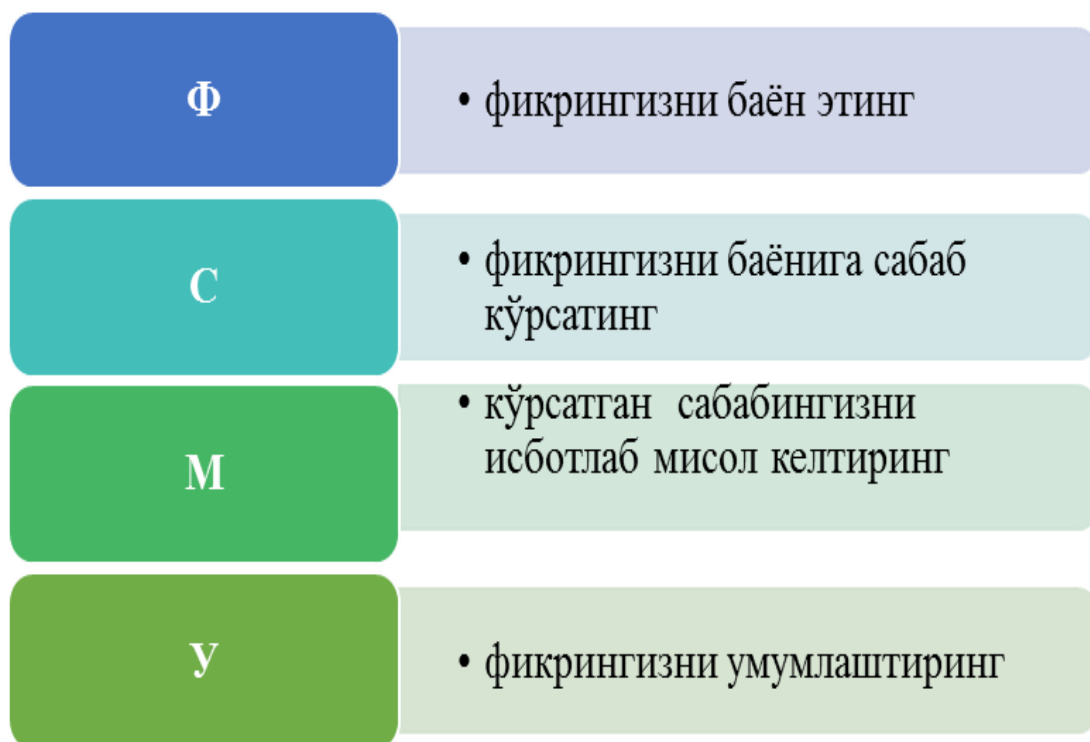 Ф
• фикрингизни баён этинг
С
• фикрингизни баёнига сабаб
кўрсатинг
М
• кўрсатган сабабингизни
исботлаб мисол келтиринг
У
• фикрингизни умумлаштиринг